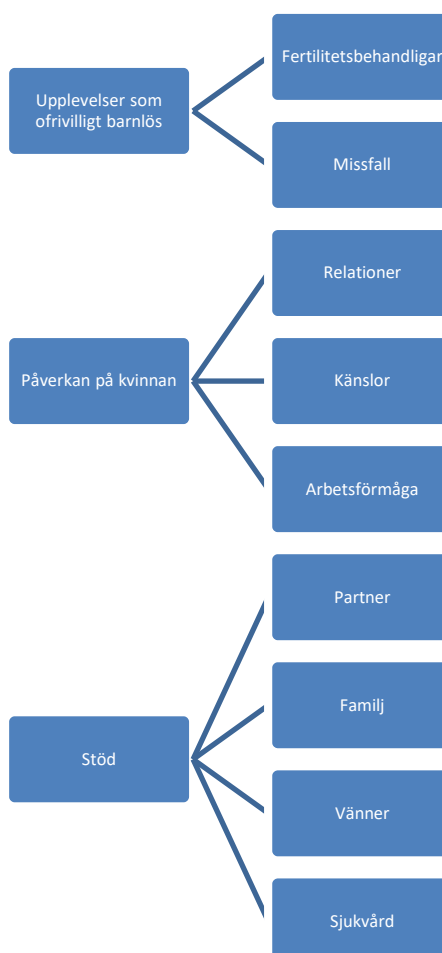 Upplevelser som
ofrivilligt barnlös
Fertilitetsbehandligar
Missfall
Påverkan på kvinnan
Relationer
Känslor
Arbetsförmåga
Stöd
Partner
Familj
Vänner
Sjukvård